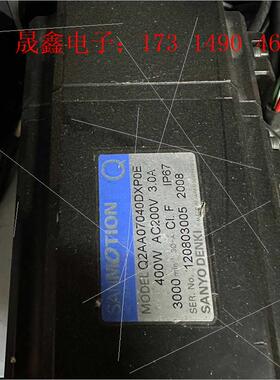 晟鑫电子：173 1490 46
SANMOTION Q
MODEL Q2AA07040DXP0E
400W AC200V 3.0A
3000 min⁻¹ CI. F IP67
SER. No. 120803005 2008
SANYO DENKI